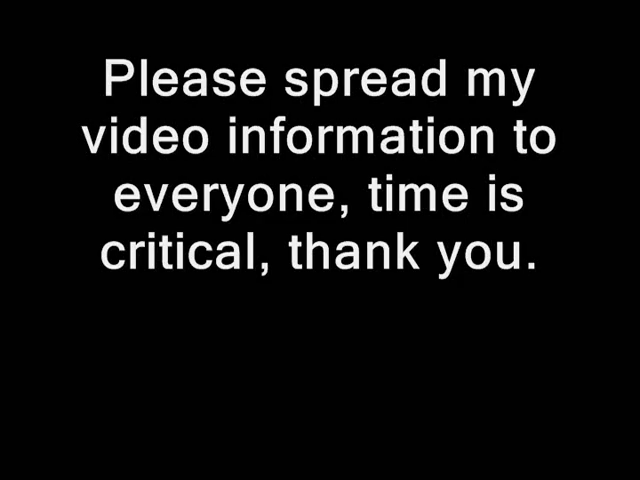 Please spread my
video information to
everyone, time is
critical, thank you.